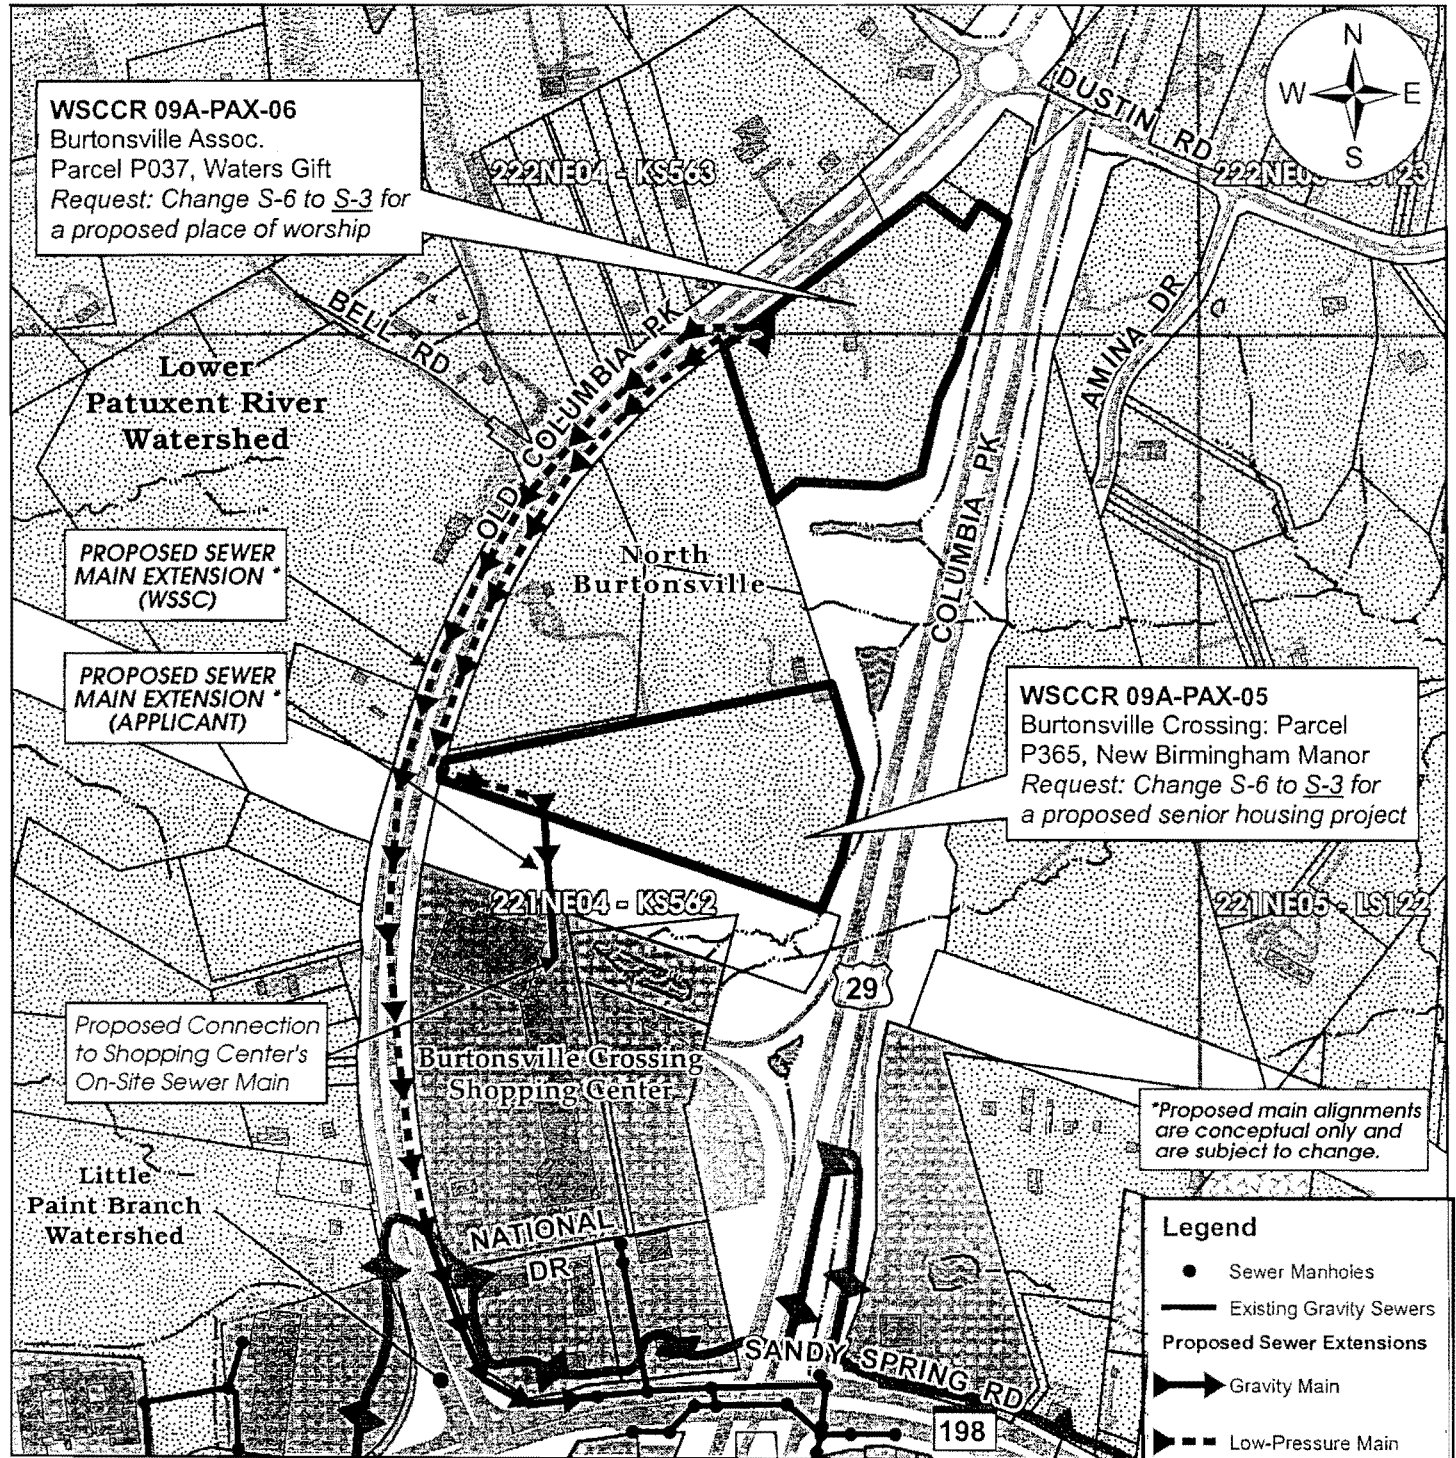 WSCCR 09A-PAX-06
Burtonsville Assoc.
Parcel P037, Waters Gift
Request: Change S-6 to S-3 for
a proposed place of worship
N
W E
S
DUSTIN RD
222NE04 - KS563
BELL RD
OLD COLUMBIA PK
AMINA DR
Lower
Patuxent River
Watershed
COLUMBIA PK
North
Burtonsville
PROPOSED SEWER
MAIN EXTENSION *
(WSSC)
PROPOSED SEWER
MAIN EXTENSION *
(APPLICANT)
WSCCR 09A-PAX-05
Burtonsville Crossing: Parcel
P365, New Birmingham Manor
Request: Change S-6 to S-3 for
a proposed senior housing project
221NE04 - KS562
221NE05 - LS122
29
Proposed Connection
to Shopping Center's
On-Site Sewer Main
Burtonsville Crossing
Shopping Center
*Proposed main alignments
are conceptual only and
are subject to change.
Little
Paint Branch
Watershed
NATIONAL
DR
SANDY SPRING RD
198
Legend
Sewer Manholes
Existing Gravity Sewers
Proposed Sewer Extensions
Gravity Main
Low-Pressure Main